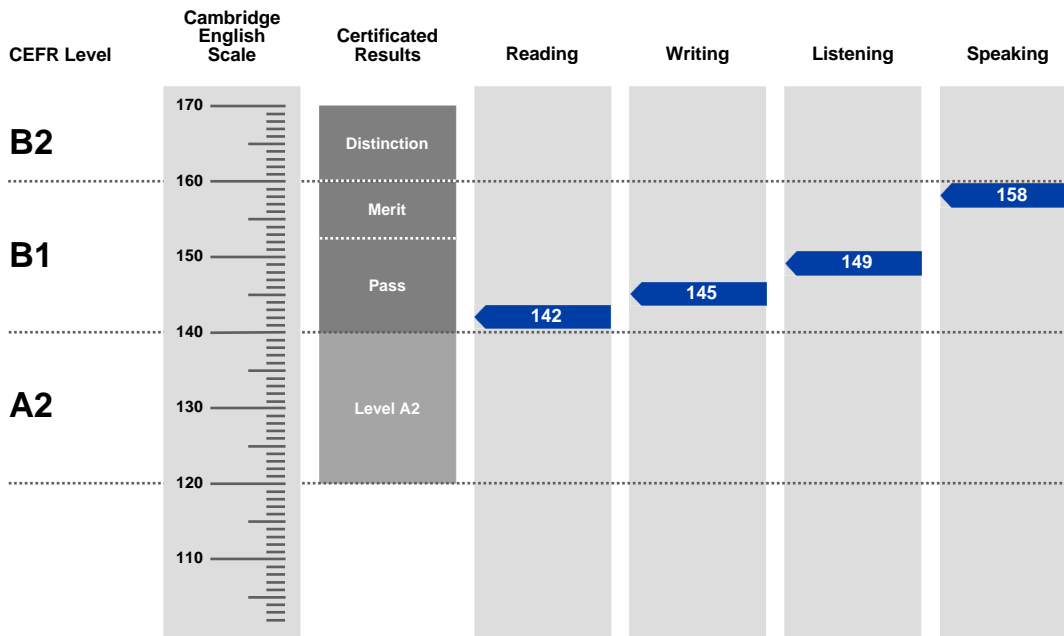 CEFR Level
Cambridge
English
Scale
Certificated
Results
Reading
Writing
Listening
Speaking
170
B2
Distinction
160
158
Merit
B1
150
149
Pass
145
142
140
A2
130
Level A2
120
110